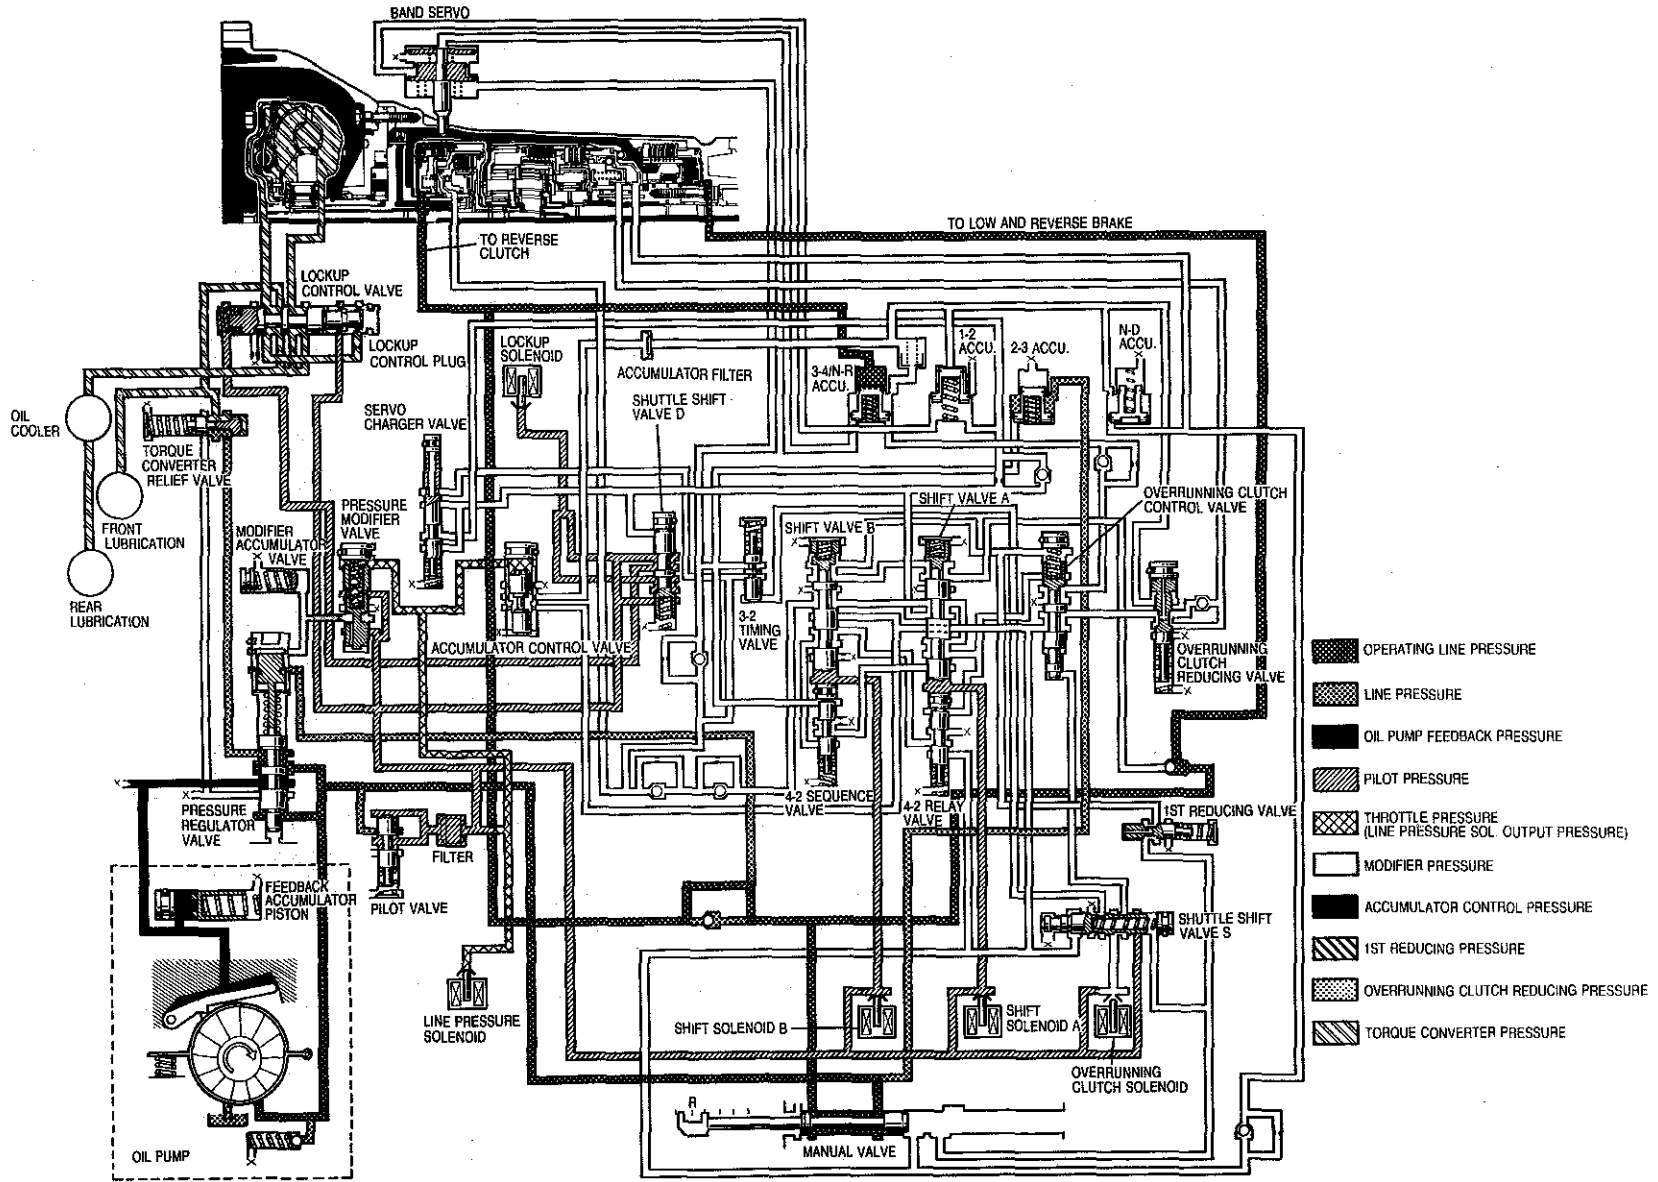 BAND SERVO
TO REVERSE
CLUTCH
TO LOW AND REVERSE BRAKE
LOCKUP
CONTROL VALVE
LOCKUP
CONTROL PLUG
LOCKUP
SOLENOID
ACCUMULATOR FILTER
SHUTTLE SHIFT
VALVE D
3-4/N-R
ACCU.
1-2
ACCU.
2-3 ACCU.
N-D
ACCU.
OIL
COOLER
SERVO
CHARGER VALVE
TORQUE
CONVERTER
RELIEF VALVE
FRONT
LUBRICATION
PRESSURE
MODIFIER
VALVE
MODIFIER
ACCUMULATOR
VALVE
REAR
LUBRICATION
SHIFT VALVE B
SHIFT VALVE A
OVERRUNNING CLUTCH
CONTROL VALVE
3-2
TIMING
VALVE
ACCUMULATOR CONTROL VALVE
OVERRUNNING
CLUTCH
REDUCING VALVE
PRESSURE
REGULATOR
VALVE
FILTER
PILOT VALVE
4-2 SEQUENCE
VALVE
4-2 RELAY
VALVE
1ST REDUCING VALVE
FEEDBACK
ACCUMULATOR
PISTON
SHUTTLE SHIFT
VALVE S
LINE PRESSURE
SOLENOID
SHIFT SOLENOID B
SHIFT
SOLENOID A
OVERRUNNING
CLUTCH SOLENOID
OIL PUMP
R
MANUAL VALVE
OPERATING LINE PRESSURE
LINE PRESSURE
OIL PUMP FEEDBACK PRESSURE
PILOT PRESSURE
THROTTLE PRESSURE
(LINE PRESSURE SOL. OUTPUT PRESSURE)
MODIFIER PRESSURE
ACCUMULATOR CONTROL PRESSURE
1ST REDUCING PRESSURE
OVERRUNNING CLUTCH REDUCING PRESSURE
TORQUE CONVERTER PRESSURE